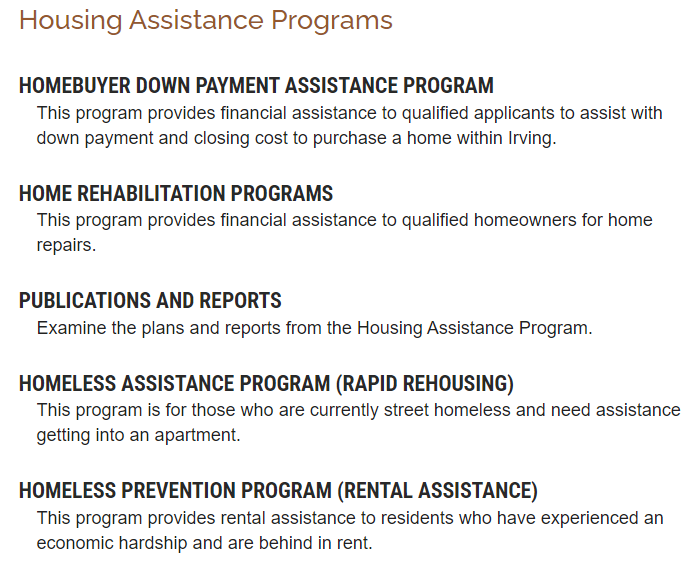 Housing Assistance Programs
HOMEBUYER DOWN PAYMENT ASSISTANCE PROGRAM
This program provides financial assistance to qualified applicants to assist with
down payment and closing cost to purchase a home within Irving.
HOME REHABILITATION PROGRAMS
This program provides financial assistance to qualified homeowners for home
repairs.
PUBLICATIONS AND REPORTS
Examine the plans and reports from the Housing Assistance Program.
HOMELESS ASSISTANCE PROGRAM (RAPID REHOUSING)
This program is for those who are currently street homeless and need assistance
getting into an apartment.
HOMELESS PREVENTION PROGRAM (RENTAL ASSISTANCE)
This program provides rental assistance to residents who have experienced an
economic hardship and are behind in rent.